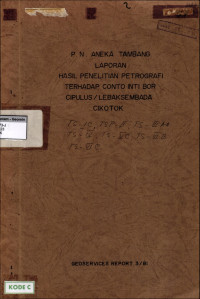 P. N. ANEKA TAMBANG
LAPORAN
HASIL PENELITIAN PETROGRAFI
TERHADAP CONTO INTI BOR
CIPULUS / LEBAKSEMBADA
CIKOTOK
GEOSERVICES REPORT 3/81
KODE C